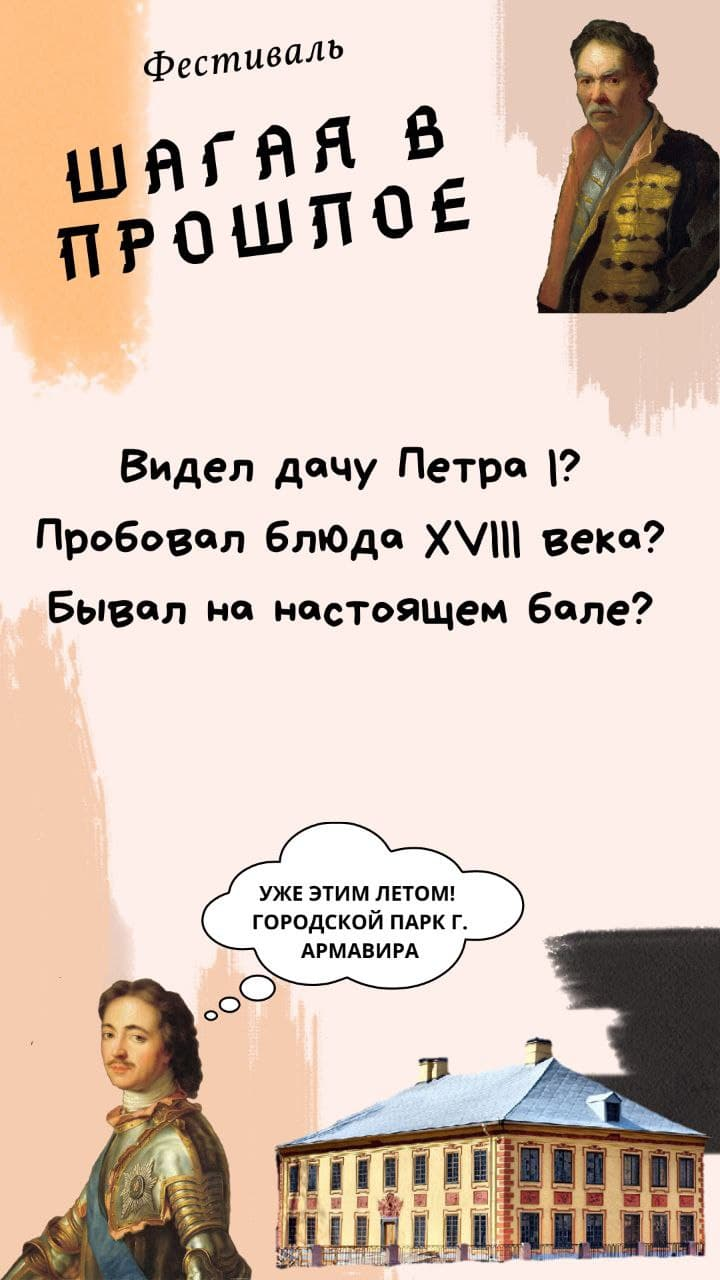 Фестиваль
ШАГАЯ В
ПРОШЛОЕ
Видел дачу Петра I?
Пробовал блюда XVIII века?
Бывал на настоящем бале?
УЖЕ ЭТИМ ЛЕТОМ!
ГОРОДСКОЙ ПАРК Г.
АРМАВИРА